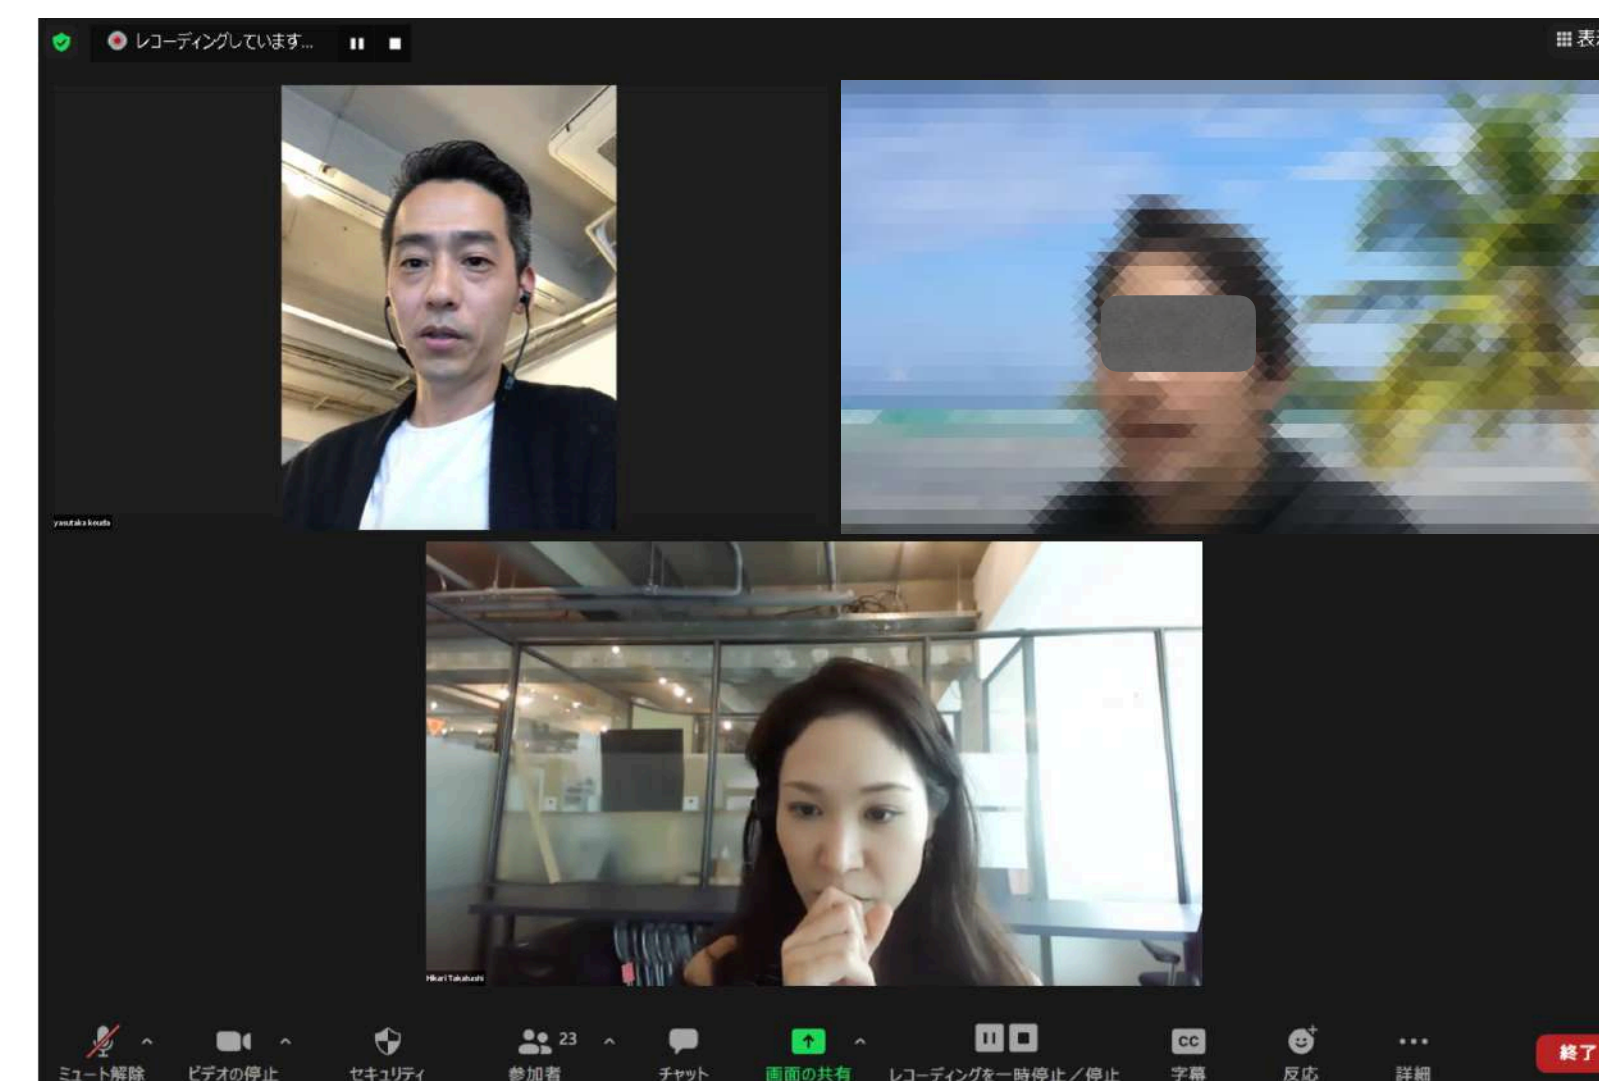 レコーディングしています...
yasutaka kouda
Hikari Takahashi
23
ミュート解除
ビデオの停止
セキュリティ
参加者
チャット
画面の共有
レコーディングを一時停止／停止
CC
字幕
反応
詳細
終了